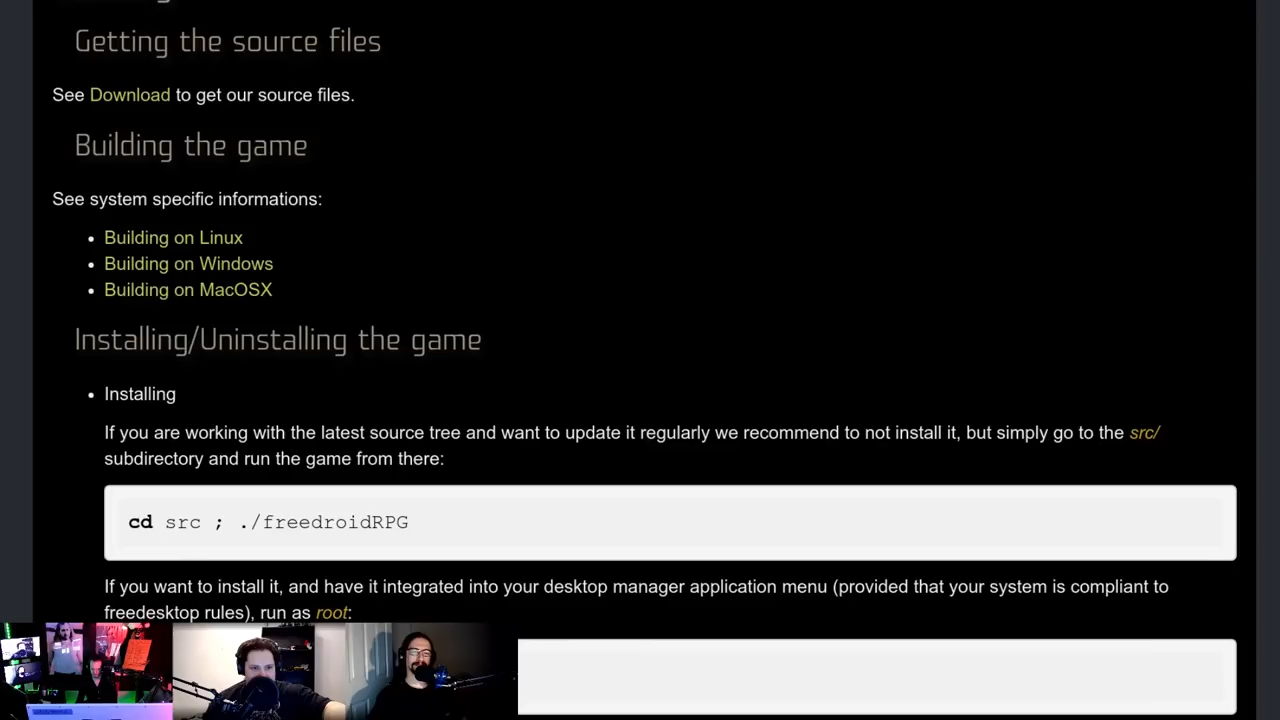 Getting the source files
See Download to get our source files.
Building the game
See system specific informations:
Building on Linux
Building on Windows
Building on MacOSX
Installing/Uninstalling the game
Installing
If you are working with the latest source tree and want to update it regularly we recommend to not install it, but simply go to the src/
subdirectory and run the game from there:
cd src ; ./freedroidRPG
If you want to install it, and have it integrated into your desktop manager application menu (provided that your system is compliant to
freedesktop rules), run as root: